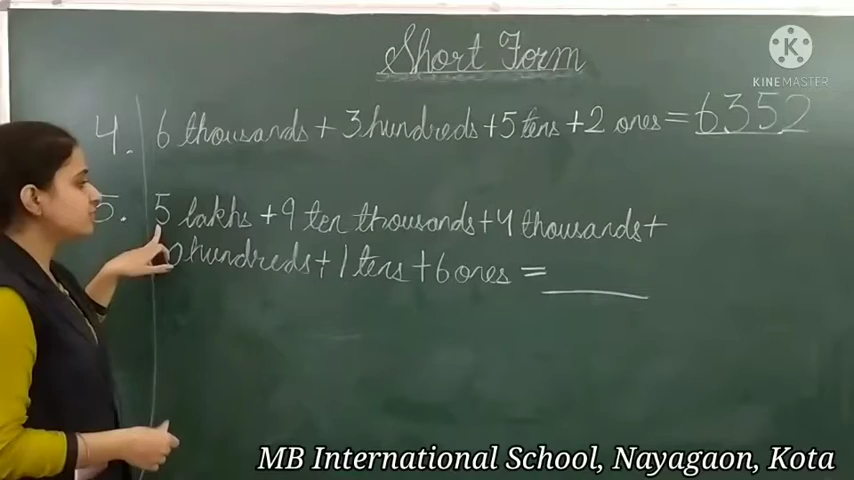 Short Form
KINEMASTER
4. 6 thousands + 3 hundreds + 5 tens + 2 ones = 6352
5. 5 lakhs + 9 ten thousands + 4 thousands +
0 hundreds + 1 tens + 6 ones =
MB International School, Nayagaon, Kota